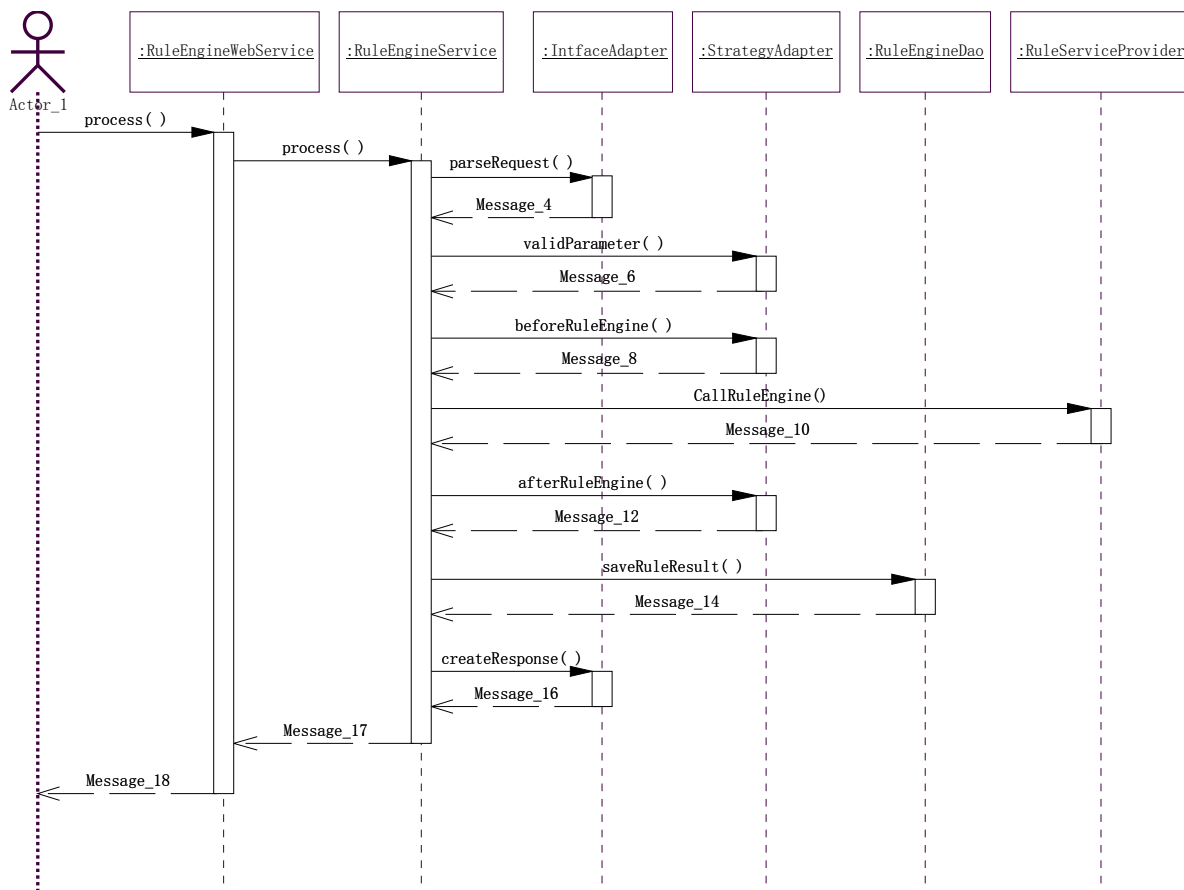 :RuleEngineWebService
:RuleEngineService
:IntfaceAdapter
:StrategyAdapter
:RuleEngineDao
:RuleServiceProvider
Actor_1
process( )
process( )
parseRequest( )
Message_4
validParameter( )
Message_6
beforeRuleEngine( )
Message_8
CallRuleEngine()
Message_10
afterRuleEngine( )
Message_12
saveRuleResult( )
Message_14
createResponse( )
Message_16
Message_17
Message_18